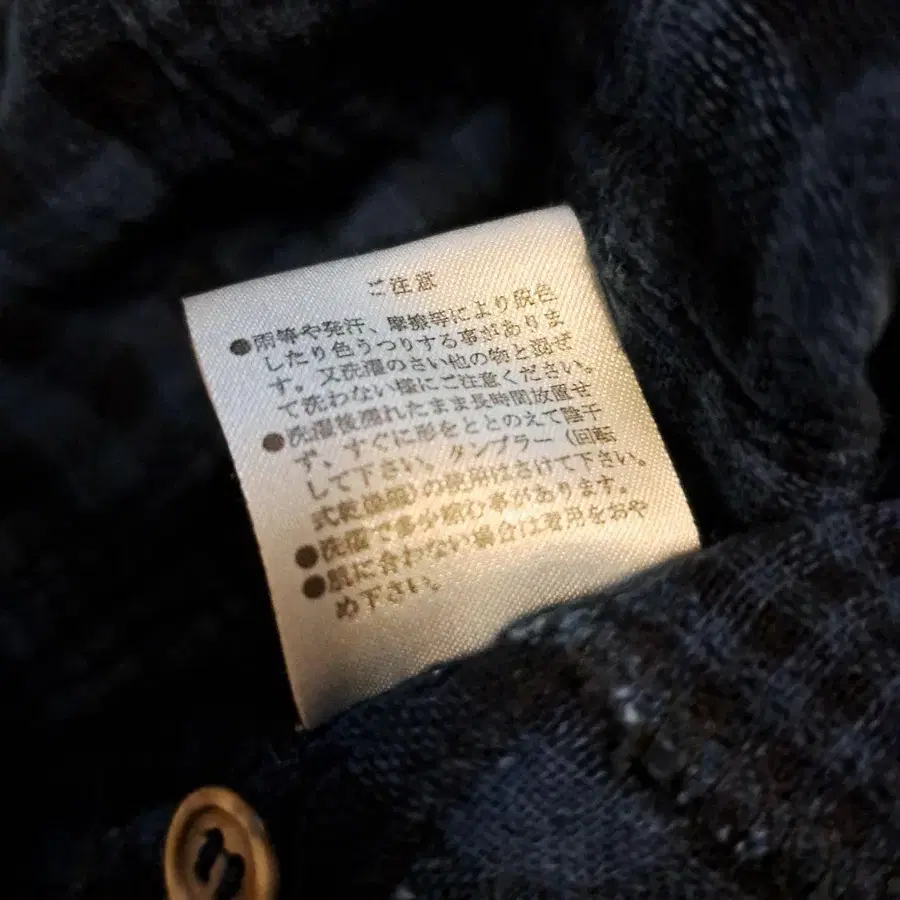 ご注意
●雨等や発汗、摩擦等により脱色
したり色うつりする事がありま
す。又洗濯のさい他の物と混ぜ
て洗わない様にご注意ください。
●洗濯後濡れたまま長時間放置せ
ず、すぐに形をととのえて陰干
して下さい。タンブラー（回転
式乾燥機）の使用はさけて下さい。
●洗濯で多少縮む事があります。
●肌に合わない場合は着用をおや
め下さい。